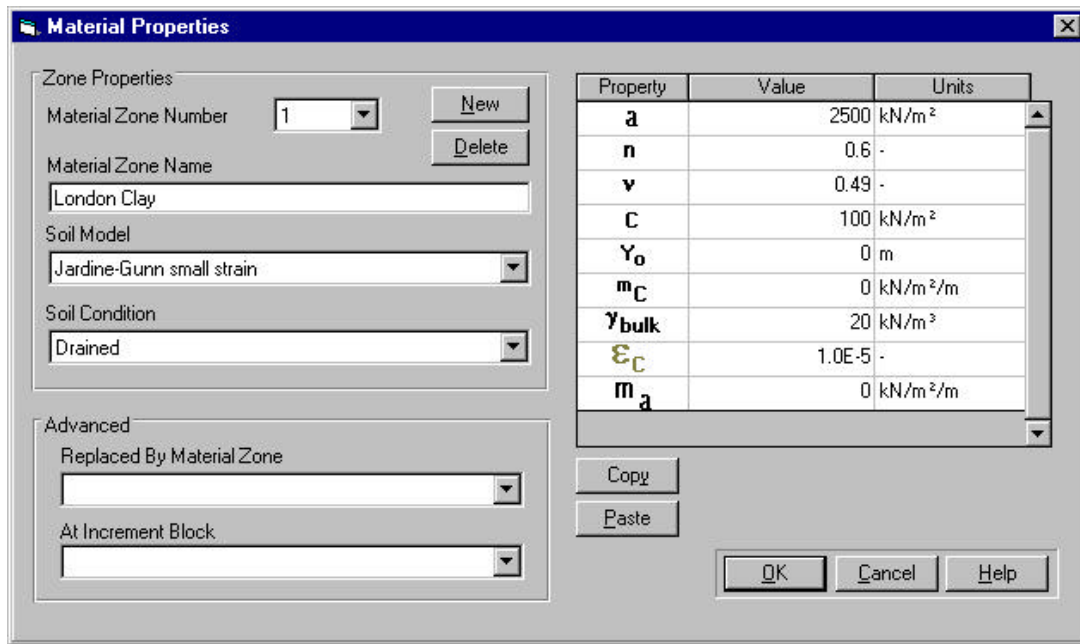 Material Properties
Zone Properties
Material Zone Number 1 New
Delete
Material Zone Name
London Clay
Soil Model
Jardine-Gunn small strain
Soil Condition
Drained
Advanced
Replaced By Material Zone
At Increment Block
Property Value Units
a 2500 kN/m²
n 0.6 -
ν 0.49 -
C 100 kN/m²
Yo 0 m
mC 0 kN/m²/m
γbulk 20 kN/m³
εC 1.0E-5 -
ma 0 kN/m²/m
Copy
Paste
OK Cancel Help